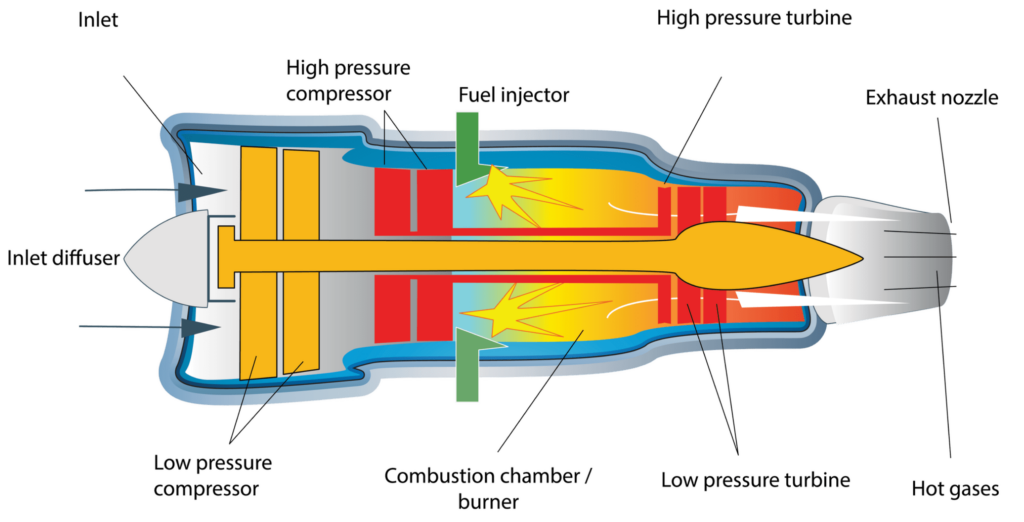 Inlet
High pressure turbine
High pressure
compressor
Fuel injector
Exhaust nozzle
Inlet diffuser
Low pressure
compressor
Combustion chamber /
burner
Low pressure turbine
Hot gases